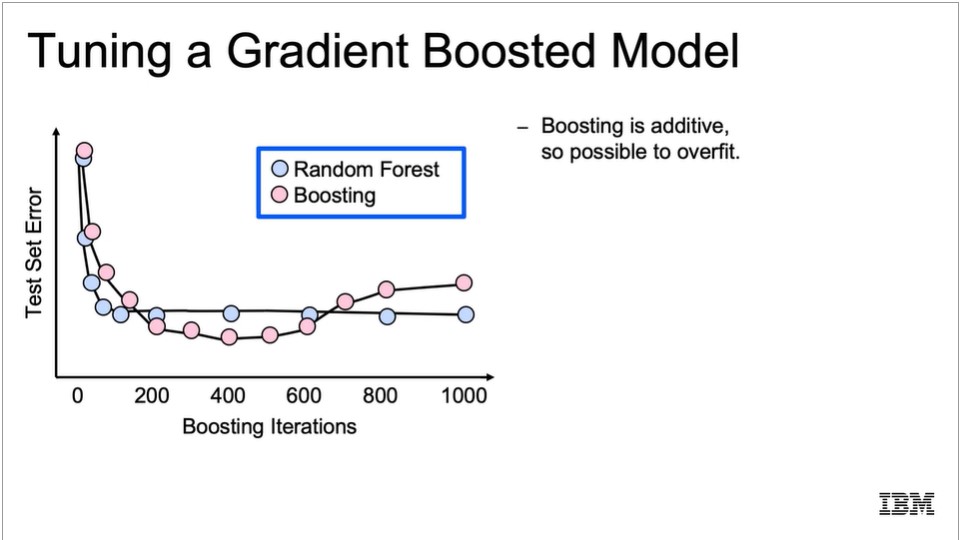 Tuning a Gradient Boosted Model
– Boosting is additive,
so possible to overfit.
Random Forest
Boosting
Test Set Error
0 200 400 600 800 1000
Boosting Iterations
IBM